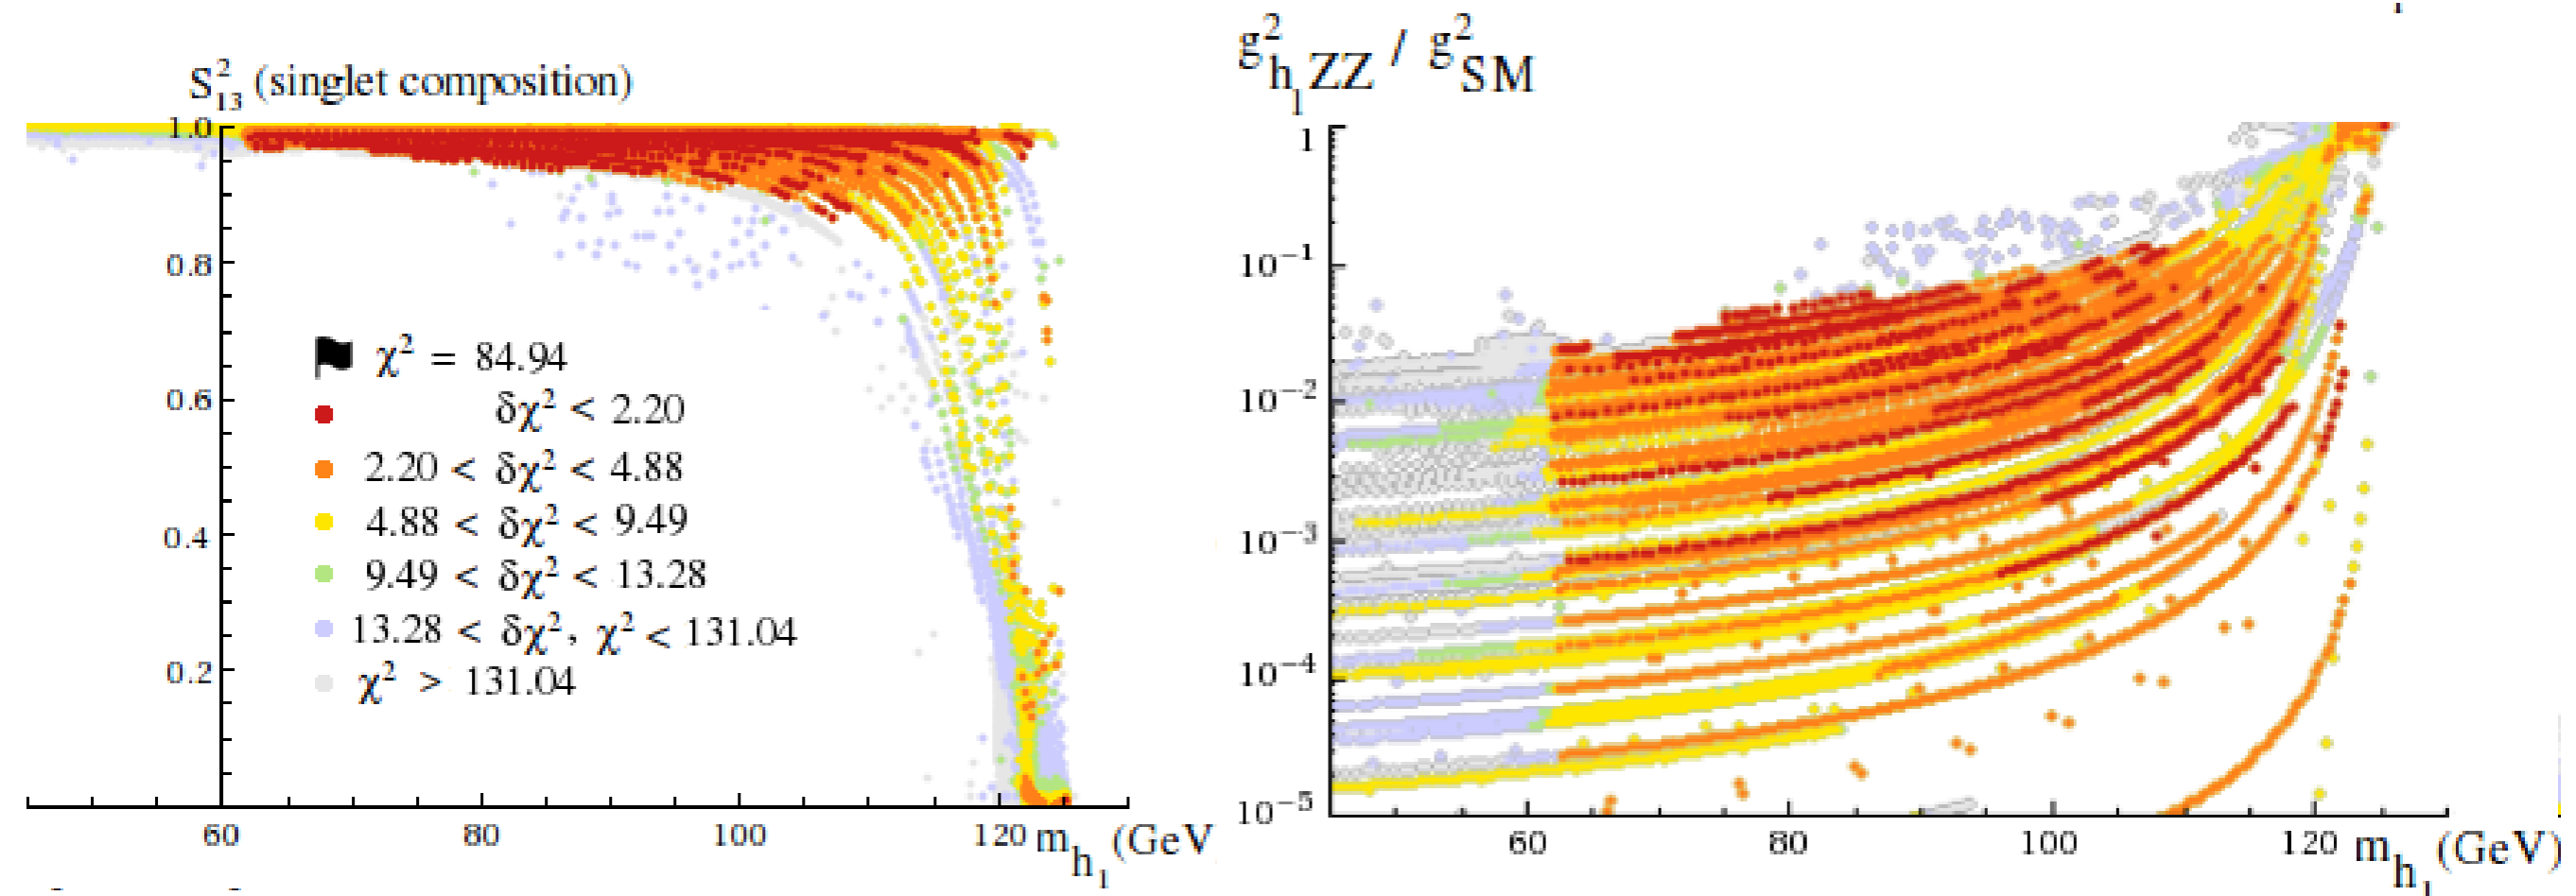 S²₁₃ (singlet composition)
1.0
0.8
0.6
0.4
0.2
χ² = 84.94
δχ² < 2.20
2.20 < δχ² < 4.88
4.88 < δχ² < 9.49
9.49 < δχ² < 13.28
13.28 < δχ², χ² < 131.04
χ² > 131.04
60 80 100 120 m_h₁ (GeV
g²_h₁ZZ / g²_SM
1
10⁻¹
10⁻²
10⁻³
10⁻⁴
10⁻⁵
60 80 100 120 m_h₁ (GeV)